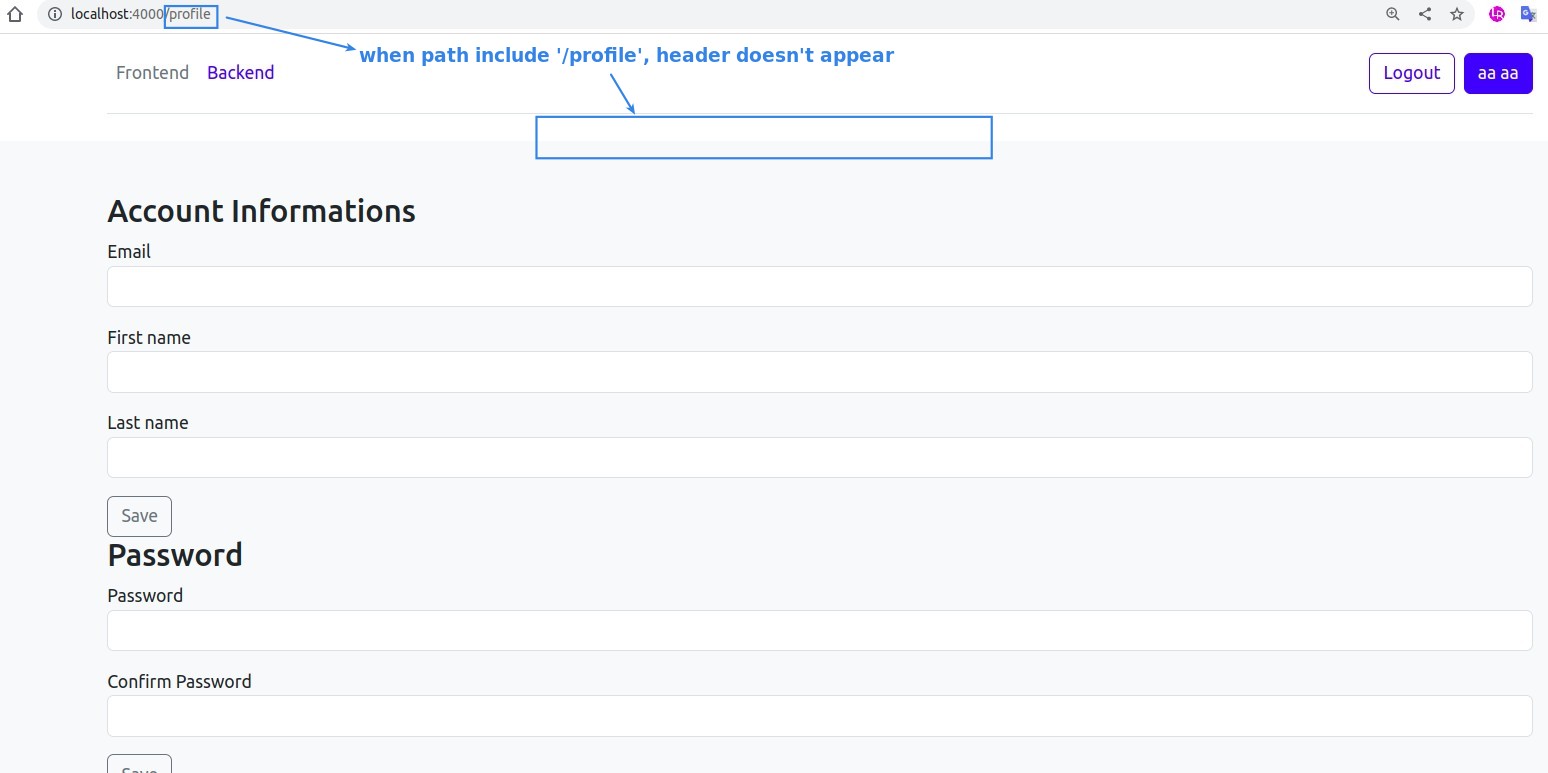 localhost:4000/profile
when path include '/profile', header doesn't appear
Frontend Backend Logout aa aa
Account Informations
Email
First name
Last name
Save
Password
Password
Confirm Password
Save